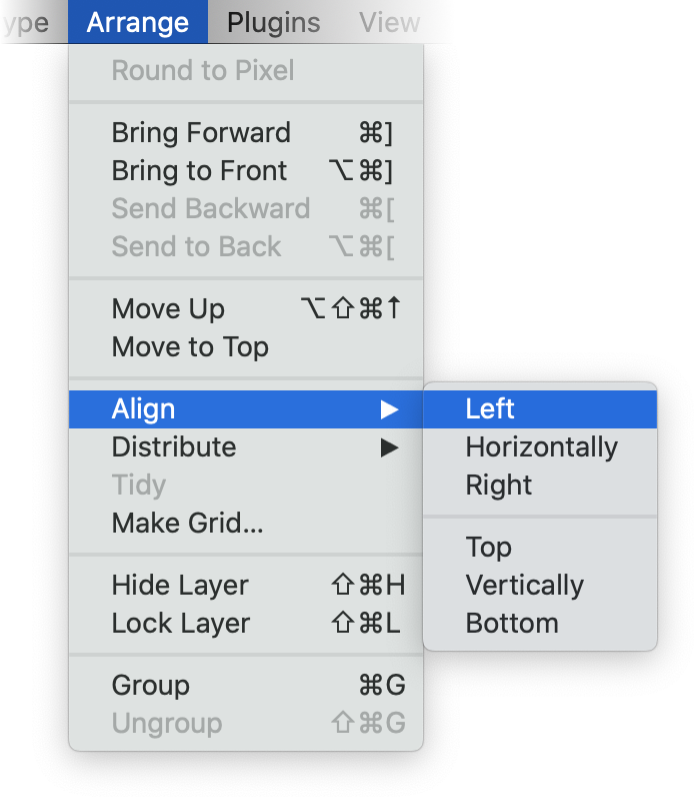 ype Arrange Plugins View
Round to Pixel
Bring Forward ⌘]
Bring to Front ⌥⌘]
Send Backward ⌘[
Send to Back ⌥⌘[
Move Up ⌥⇧⌘↑
Move to Top
Align ▶ Left
Distribute ▶ Horizontally
Tidy Right
Make Grid...
Top
Hide Layer ⇧⌘H Vertically
Lock Layer ⇧⌘L Bottom
Group ⌘G
Ungroup ⇧⌘G